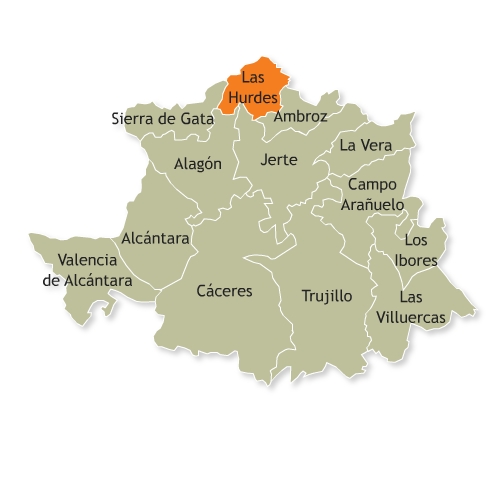 Las
Hurdes
Sierra de Gata
Ambroz
La Vera
Alagón
Jerte
Campo
Arañuelo
Alcántara
Los
Ibores
Valencia
de Alcántara
Cáceres
Trujillo
Las
Villuercas